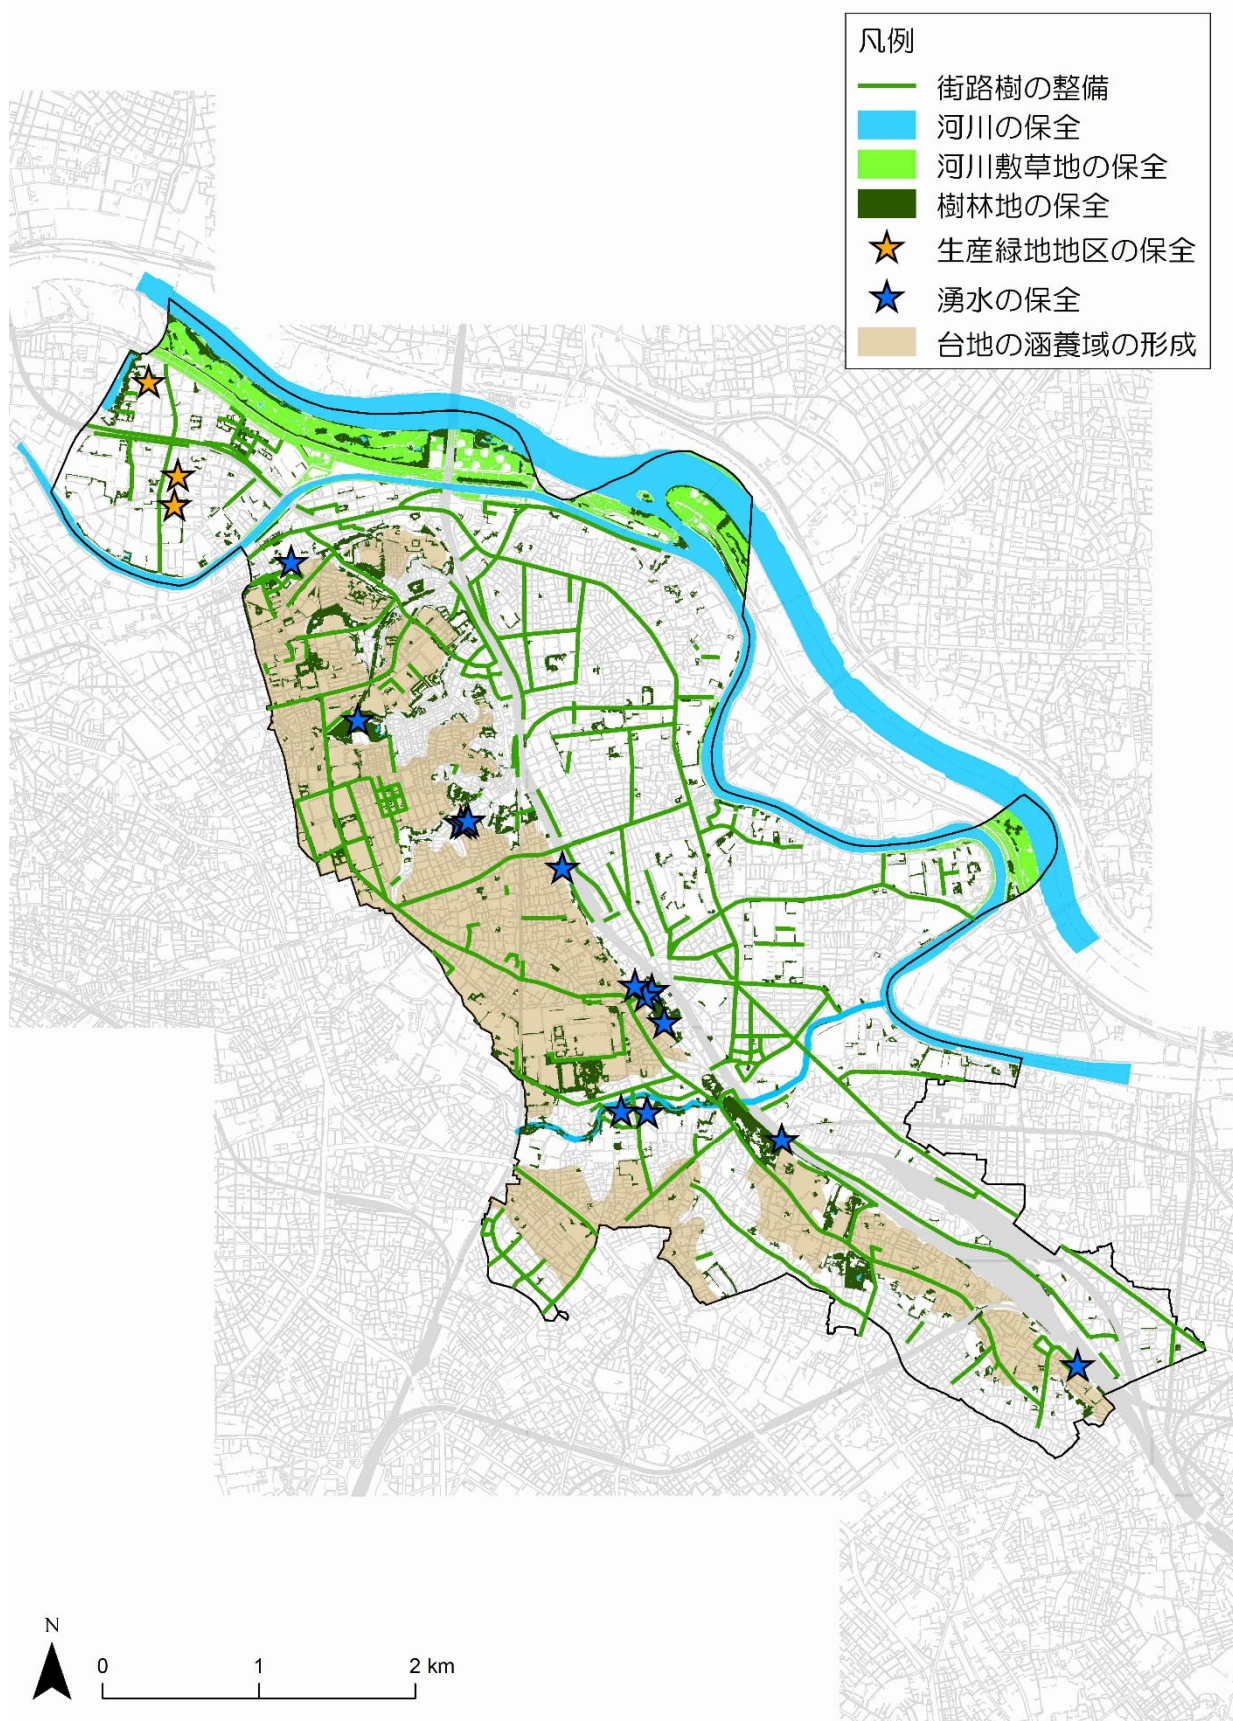 凡例
街路樹の整備
河川の保全
河川敷草地の保全
樹林地の保全
生産緑地地区の保全
湧水の保全
台地の涵養域の形成
N
0 1 2 km